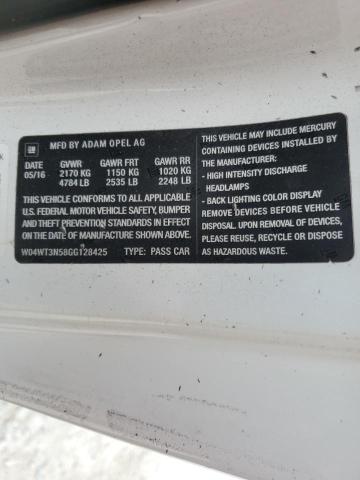 GM
MFD BY ADAM OPEL AG
DATE GVWR GAWR FRT GAWR RR
05/16 2170 KG 1150 KG 1020 KG
4784 LB 2535 LB 2248 LB
THIS VEHICLE CONFORMS TO ALL APPLICABLE
U.S. FEDERAL MOTOR VEHICLE SAFETY, BUMPER
AND THEFT PREVENTION STANDARDS IN EFFECT
ON THE DATE OF MANUFACTURE SHOWN ABOVE.
W04WT3N58GG128425 TYPE: PASS CAR
THIS VEHICLE MAY INCLUDE MERCURY
CONTAINING DEVICES INSTALLED BY
THE MANUFACTURER:
- HIGH INTENSITY DISCHARGE
HEADLAMPS
- BACK LIGHTING COLOR DISPLAY
REMOVE DEVICES BEFORE VEHICLE
DISPOSAL. UPON REMOVAL OF DEVICES,
PLEASE RECYCLE / DISPOSE
AS HAZARDOUS WASTE.